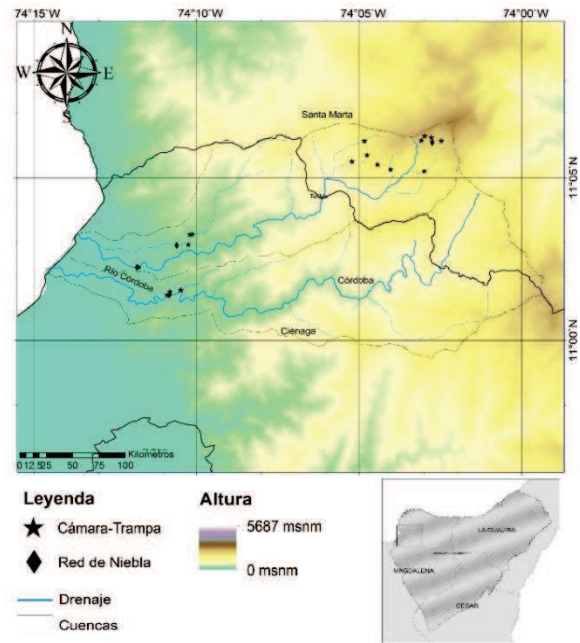 74°15'W 74°10'W 74°05'W 74°00'W
N
W E
S
Santa Marta
11°05'N
Río Córdoba
Córdoba
Ciénaga
11°00'N
0 12.525 50 75 100
Kilometros
Leyenda
Cámara-Trampa
Red de Niebla
Drenaje
Cuencas
Altura
5687 msnm
0 msnm
LA GUAJIRA
MAGDALENA
CESAR